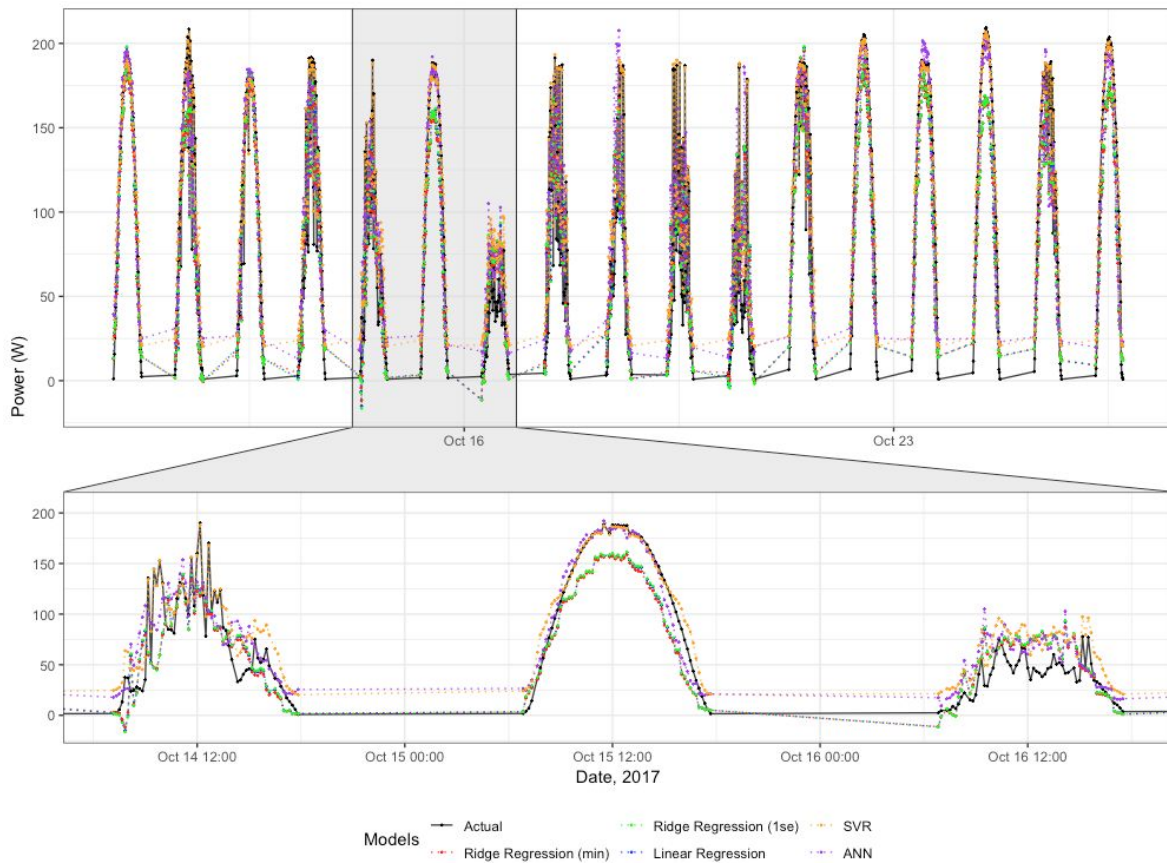 200
150
100
50
0
Power (W)
Oct 16
Oct 23
200
150
100
50
0
Oct 14 12:00
Oct 15 00:00
Oct 15 12:00
Oct 16 00:00
Oct 16 12:00
Date, 2017
Models
Actual
Ridge Regression (1se)
SVR
Ridge Regression (min)
Linear Regression
ANN